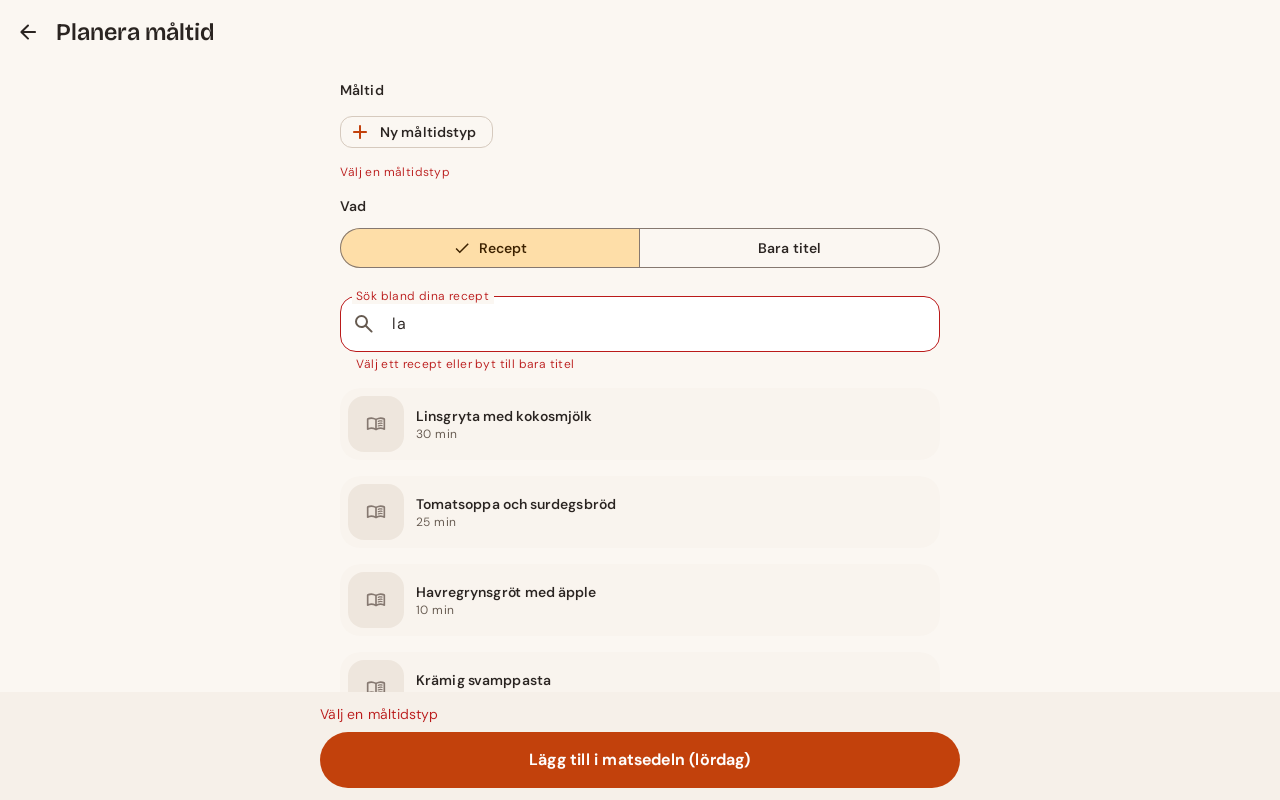 Planera måltid
Måltid
Ny måltidstyp
Välj en måltidstyp
Vad
Recept
Bara titel
Sök bland dina recept
la
Välj ett recept eller byt till bara titel
Linsgryta med kokosmjölk
30 min
Tomatsoppa och surdegsbröd
25 min
Havregrynsgröt med äpple
10 min
Krämig svamppasta
Välj en måltidstyp
Lägg till i matsedeln (lördag)